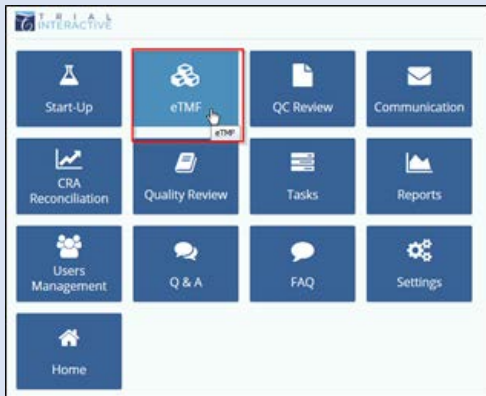 TRIAL
INTERACTIVE
Start-Up
eTMF
QC Review
Communication
eTMF
CRA
Reconciliation
Quality Review
Tasks
Reports
Users
Management
Q & A
FAQ
Settings
Home